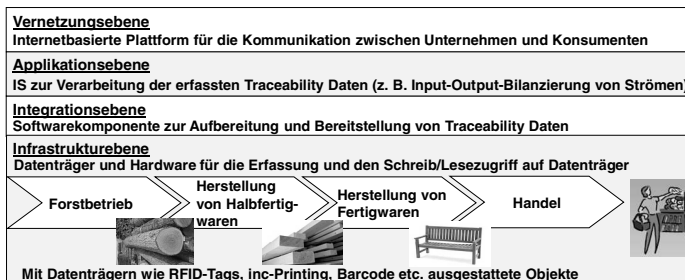 Vernetzungsebene
Internetbasierte Plattform für die Kommunikation zwischen Unternehmen und Konsumenten
Applikationsebene
IS zur Verarbeitung der erfassten Traceability Daten (z. B. Input-Output-Bilanzierung von Strömen)
Integrationsebene
Softwarekomponente zur Aufbereitung und Bereitstellung von Traceability Daten
Infrastrukturebene
Datenträger und Hardware für die Erfassung und den Schreib/Lesezugriff auf Datenträger
Forstbetrieb
Herstellung
von Halbfertig-
waren
Herstellung von
Fertigwaren
Handel
Mit Datenträgern wie RFID-Tags, inc-Printing, Barcode etc. ausgestattete Objekte